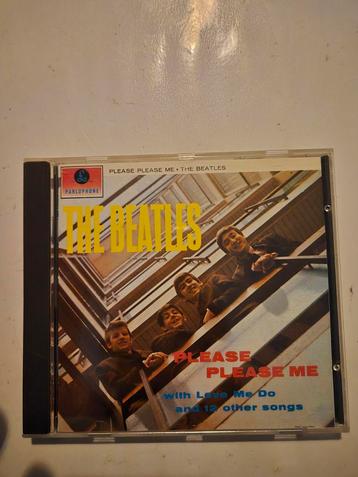 PARLOPHONE
PLEASE PLEASE ME • THE BEATLES
THE BEATLES
PLEASE
PLEASE ME
with Love Me Do
and 12 other songs